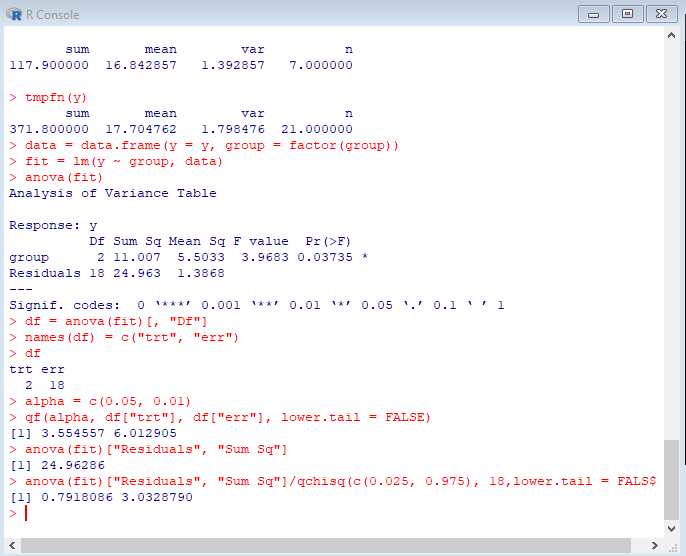 R Console
sum mean var n
117.900000 16.842857 1.392857 7.000000
> tmpfn(y)
sum mean var n
371.800000 17.704762 1.798476 21.000000
> data = data.frame(y = y, group = factor(group))
> fit = lm(y ~ group, data)
> anova(fit)
Analysis of Variance Table
Response: y
Df Sum Sq Mean Sq F value Pr(>F)
group 2 11.007 5.5033 3.9683 0.03735 *
Residuals 18 24.963 1.3868
---
Signif. codes: 0 ‘***’ 0.001 ‘**’ 0.01 ‘*’ 0.05 ‘.’ 0.1 ‘ ’ 1
> df = anova(fit)[, "Df"]
> names(df) = c("trt", "err")
> df
trt err
2 18
> alpha = c(0.05, 0.01)
> qf(alpha, df["trt"], df["err"], lower.tail = FALSE)
[1] 3.554557 6.012905
> anova(fit)["Residuals", "Sum Sq"]
[1] 24.96286
> anova(fit)["Residuals", "Sum Sq"]/qchisq(c(0.025, 0.975), 18,lower.tail = FALS$
[1] 0.7918086 3.0328790
>